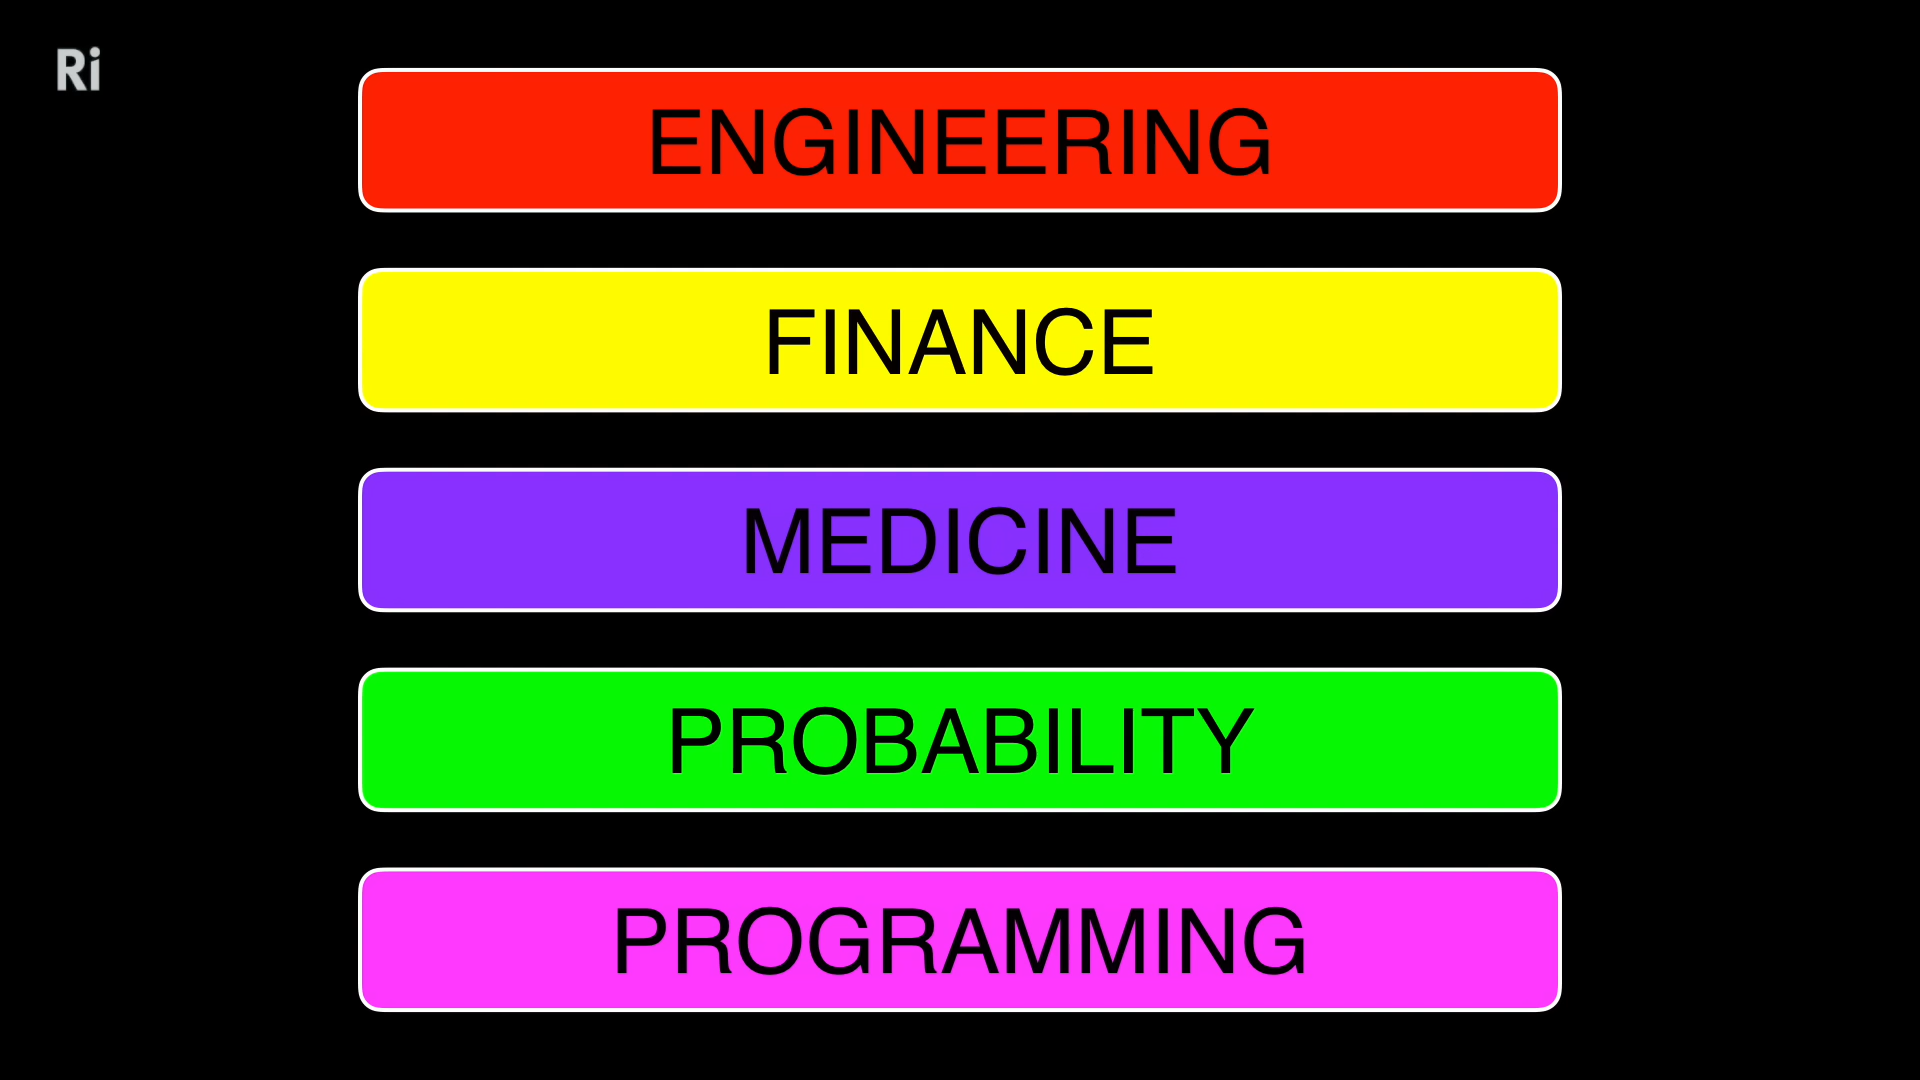 Ri
ENGINEERING
FINANCE
MEDICINE
PROBABILITY
PROGRAMMING